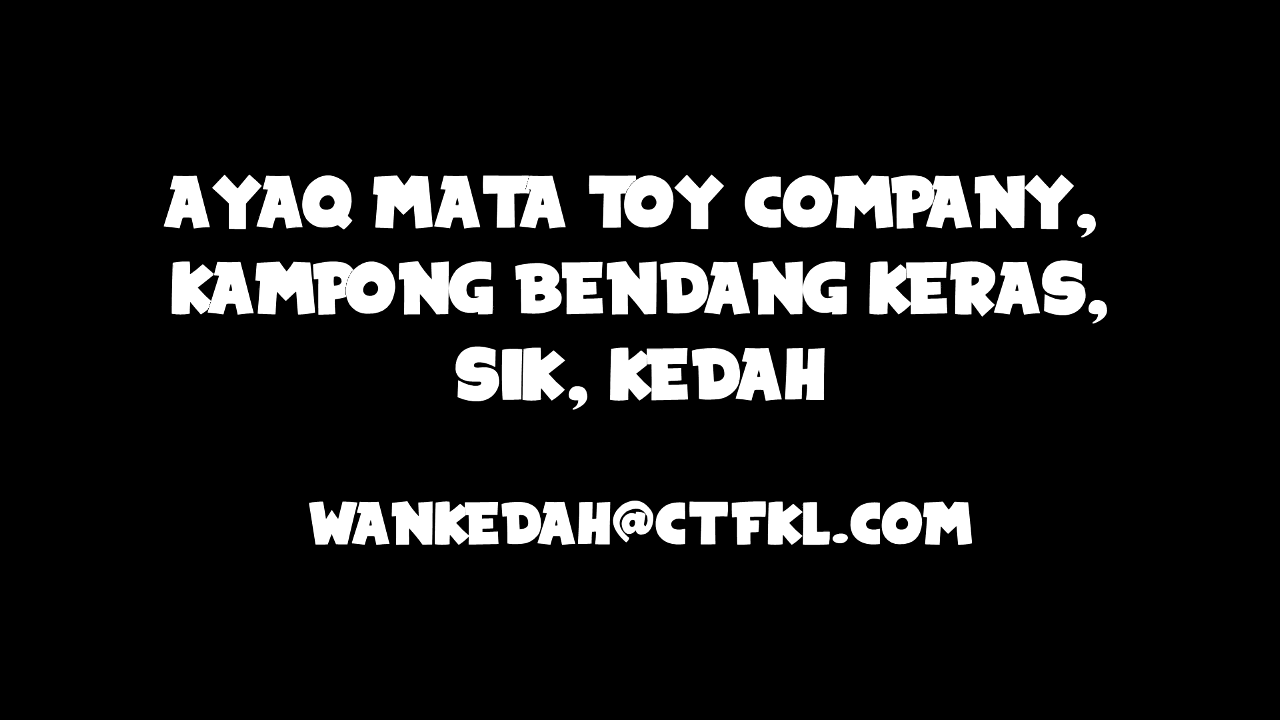 AYAQ MATA TOY COMPANY,
KAMPONG BENDANG KERAS,
SIK, KEDAH
WANKEDAH@CTFKL.COM